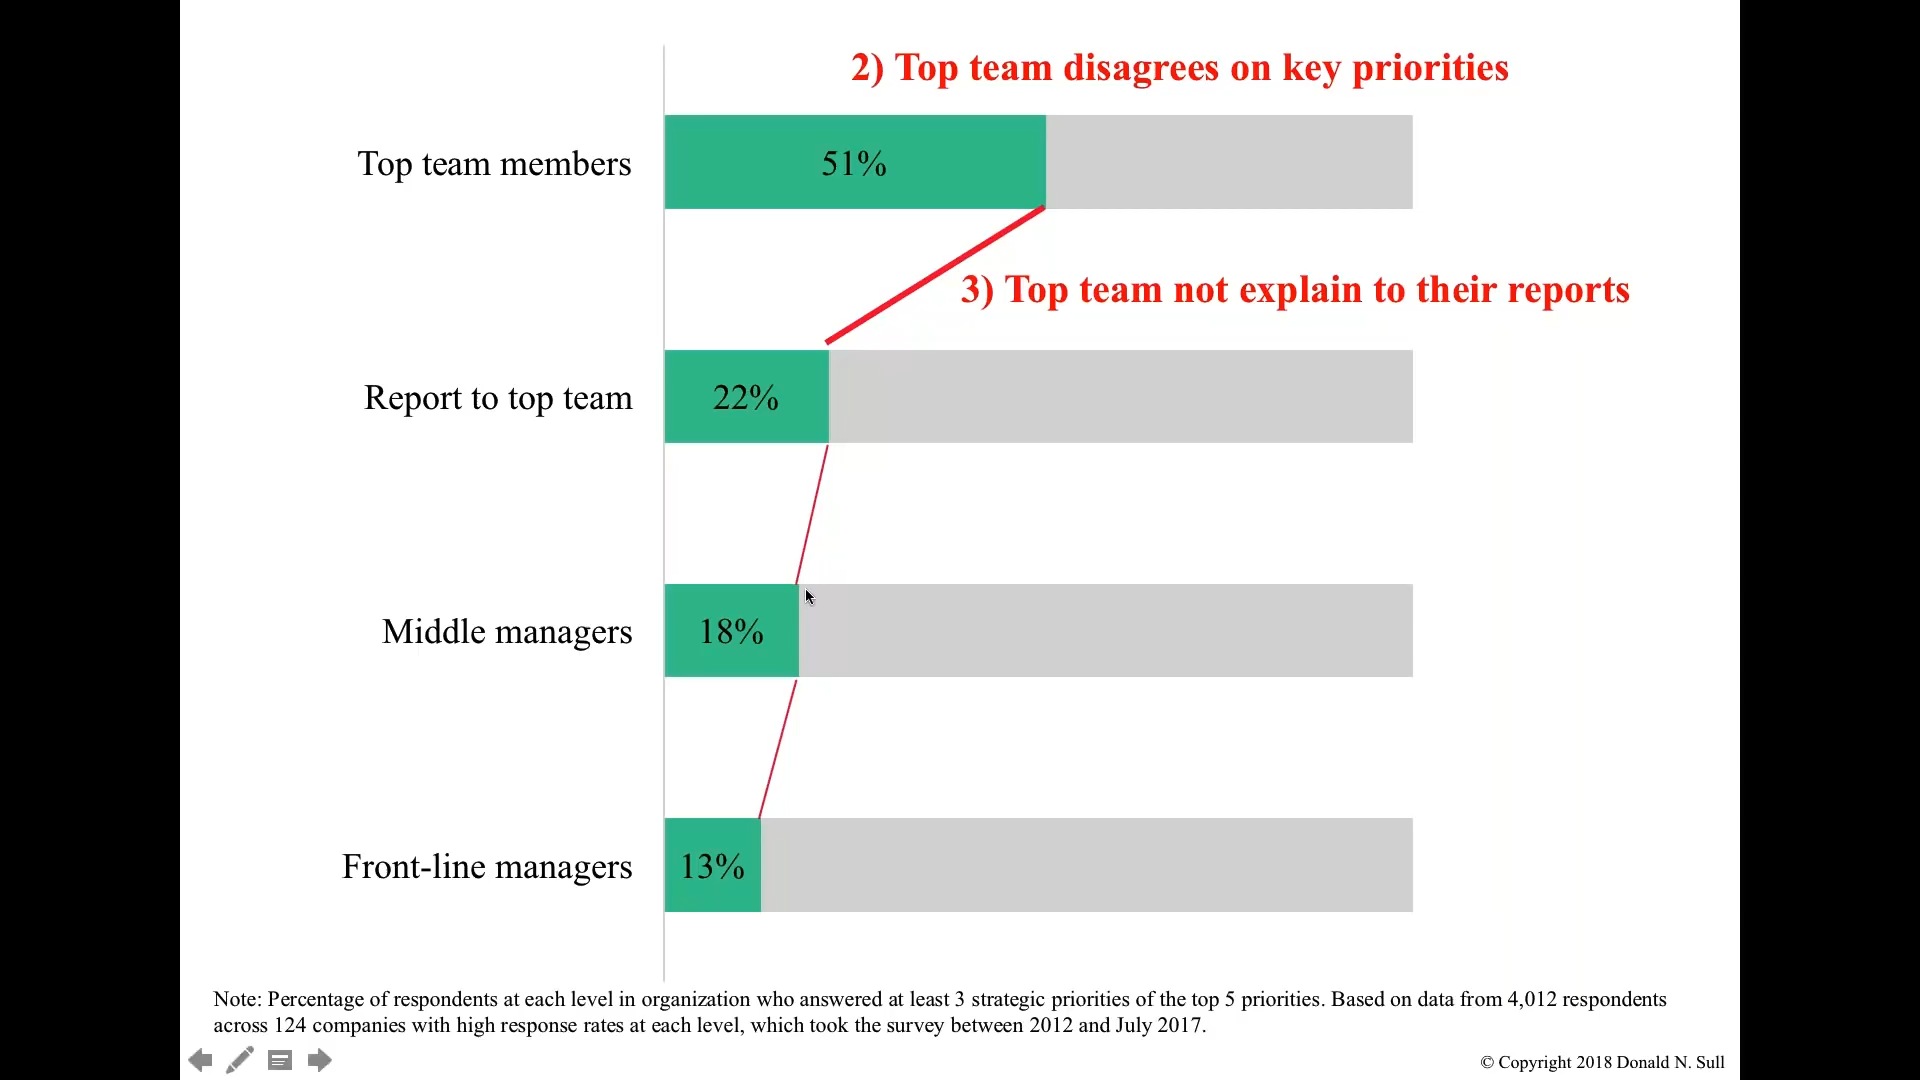 2) Top team disagrees on key priorities
Top team members
51%
3) Top team not explain to their reports
Report to top team
22%
Middle managers
18%
Front-line managers
13%
Note: Percentage of respondents at each level in organization who answered at least 3 strategic priorities of the top 5 priorities. Based on data from 4,012 respondents
across 124 companies with high response rates at each level, which took the survey between 2012 and July 2017.
© Copyright 2018 Donald N. Sull